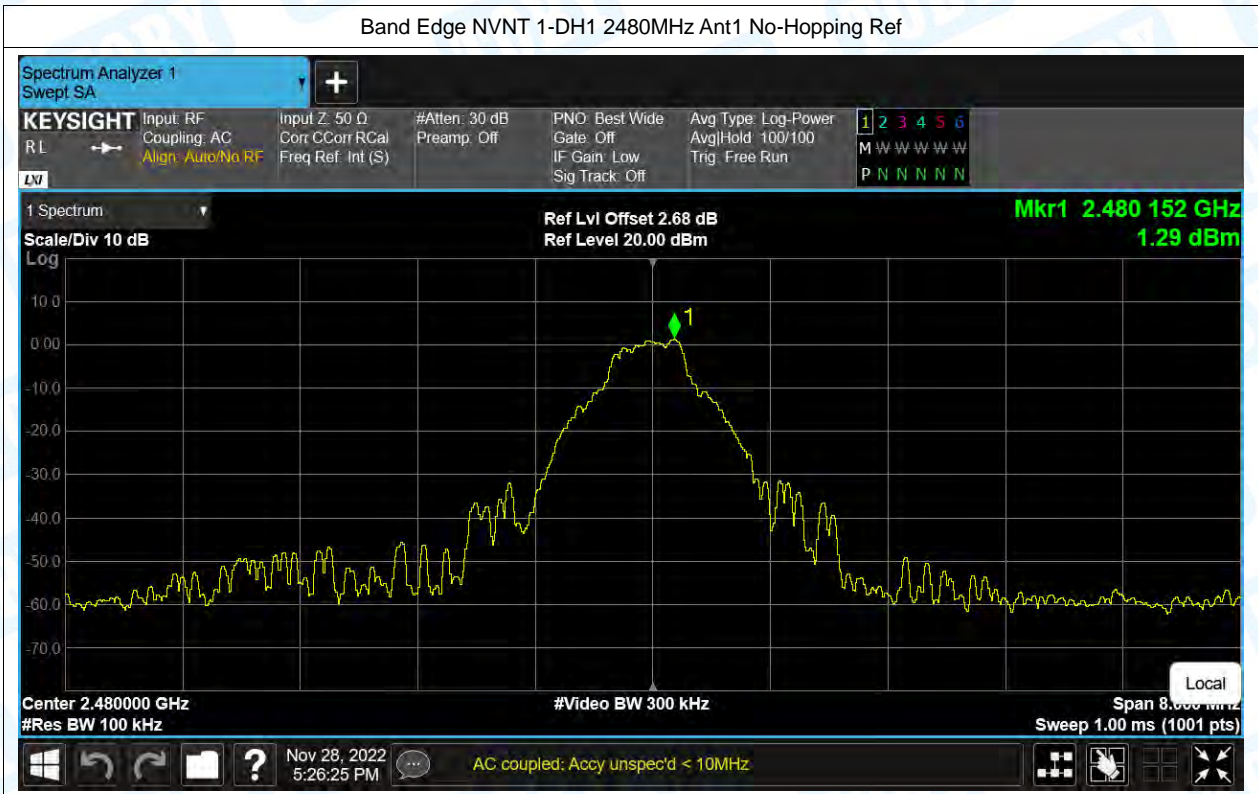 Band Edge NVNT 1-DH1 2480MHz Ant1 No-Hopping Ref
Spectrum Analyzer 1
Swept SA
+
KEYSIGHT
R L
LXI
Input: RF
Coupling: AC
Align: Auto/No RF
Input Z: 50 Ω
Corr CCorr RCal
Freq Ref: Int (S)
#Atten: 30 dB
Preamp: Off
PNO: Best Wide
Gate: Off
IF Gain: Low
Sig Track: Off
Avg Type: Log-Power
Avg|Hold: 100/100
Trig: Free Run
1 2 3 4 5 6
M W W W W W W
P N N N N N N
1 Spectrum
Scale/Div 10 dB
Log
Ref Lvl Offset 2.68 dB
Ref Level 20.00 dBm
Mkr1 2.480 152 GHz
1.29 dBm
1
10.0
0.00
-10.0
-20.0
-30.0
-40.0
-50.0
-60.0
-70.0
Local
Center 2.480000 GHz
#Res BW 100 kHz
#Video BW 300 kHz
Span 8.000 MHz
Sweep 1.00 ms (1001 pts)
?
Nov 28, 2022
5:26:25 PM
AC coupled: Accy unspec'd < 10MHz